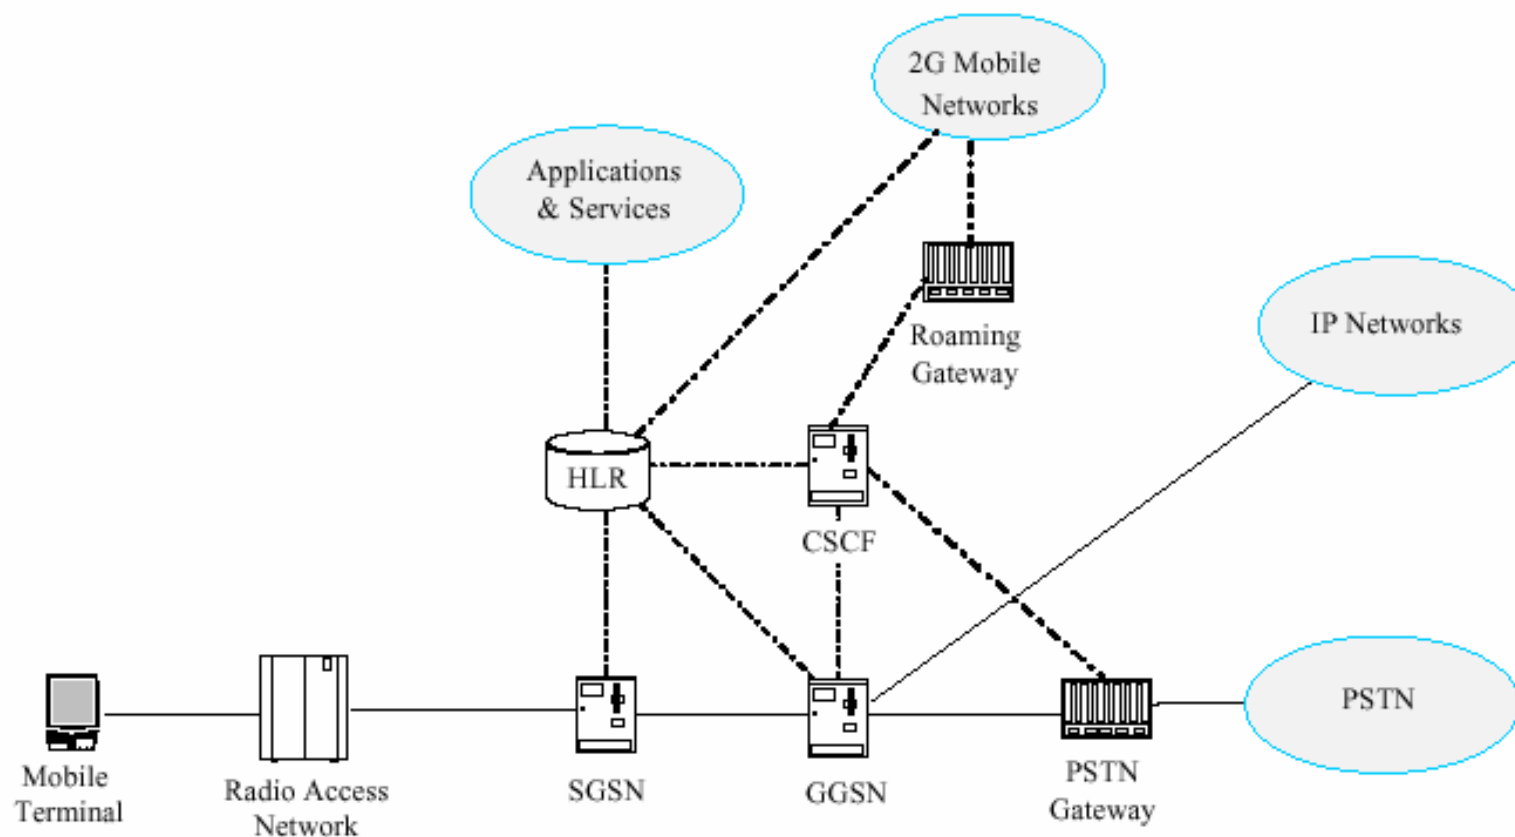 2G Mobile
Networks
Applications
& Services
Roaming
Gateway
IP Networks
HLR
CSCF
PSTN
Mobile
Terminal
Radio Access
Network
SGSN
GGSN
PSTN
Gateway